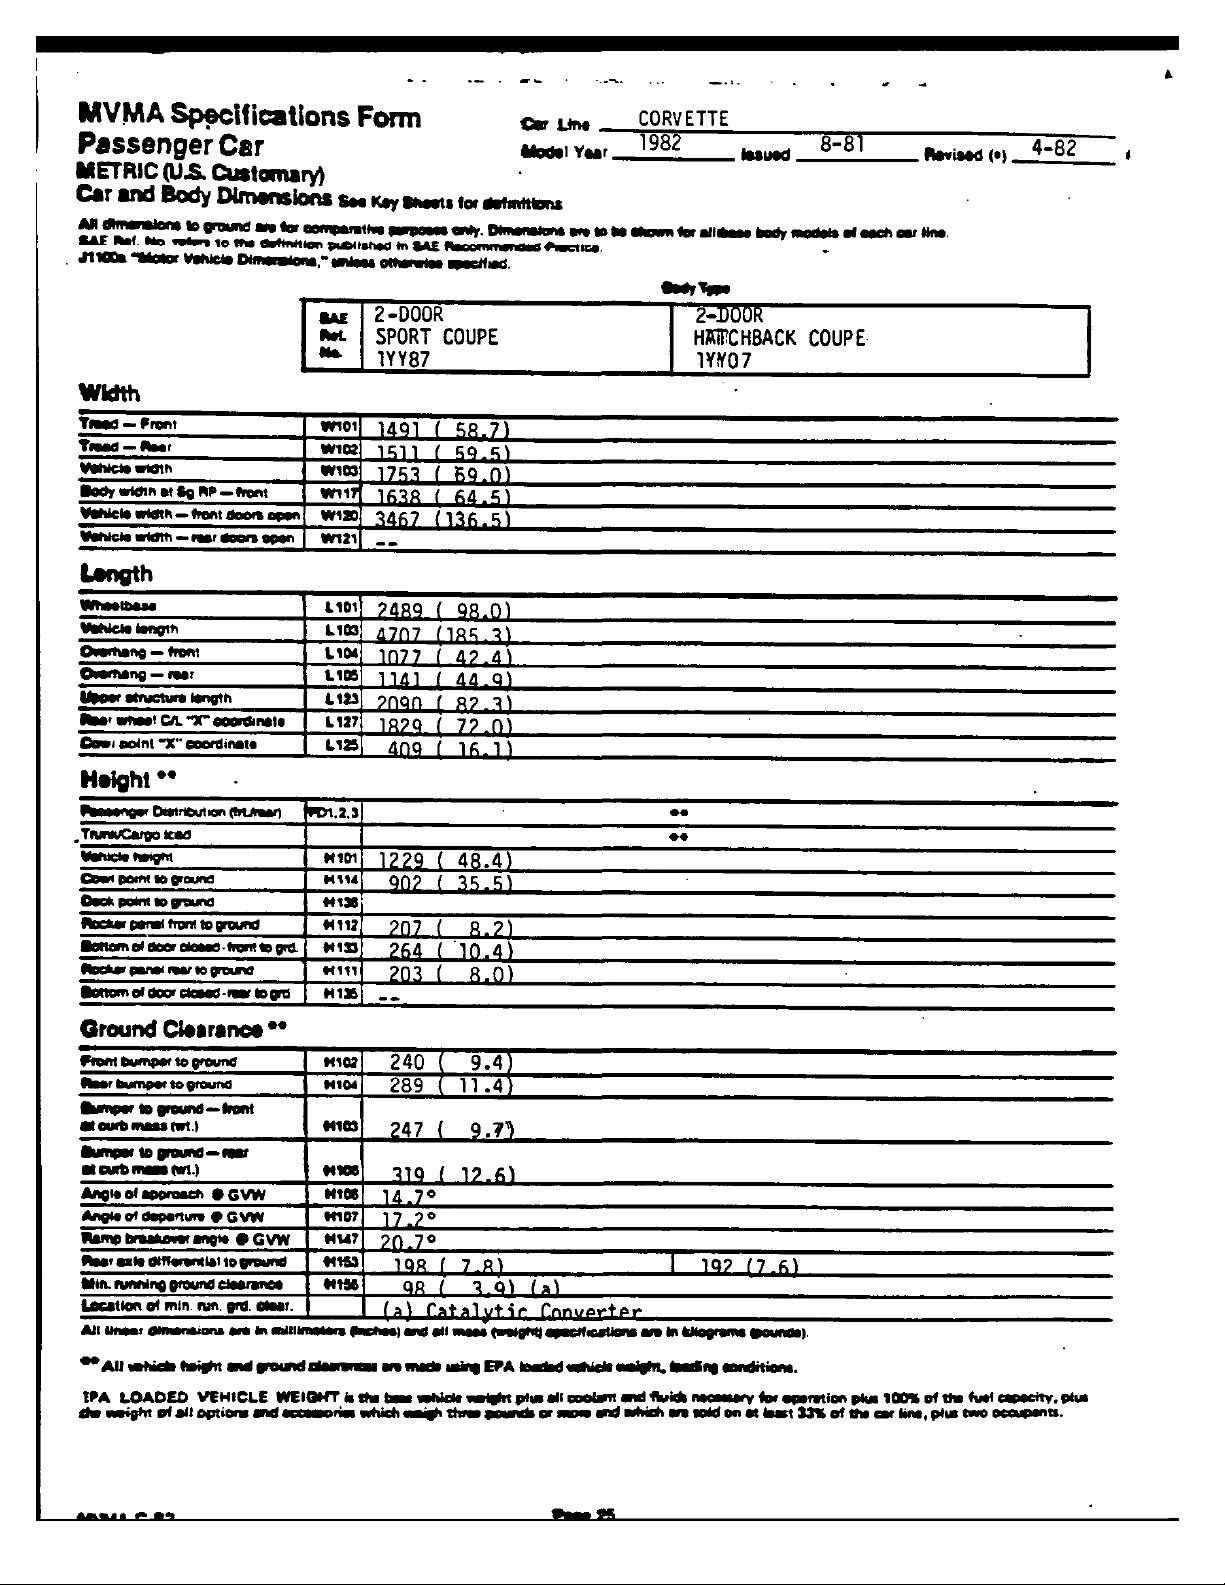 MVMA Specifications Form
Passenger Car
METRIC (U.S. Customary)
Car and Body Dimensions See Key Sheets for definitions
Car Line CORVETTE
Model Year 1982 Issued 8-81 Revised (•) 4-82
All dimensions to ground are for comparative purposes only. Dimensions are to be shown for all base body models of each car line.
SAE Ref. No. refers to the definition published in SAE Recommended Practice.
J1100a "Motor Vehicle Dimensions," unless otherwise specified.
Body Type
SAE Ref. No. 2-DOOR SPORT COUPE 1YY87 2-DOOR HATCHBACK COUPE 1YY07
Width
Tread — Front W101 1491 ( 58.7)
Tread — Rear W102 1511 ( 59.5)
Vehicle width W103 1753 ( 69.0)
Body width at Sg RP — front W117 1638 ( 64.5)
Vehicle width — front doors open W120 3467 (136.5)
Vehicle width — rear doors open W121 --
Length
Wheelbase L101 2489 ( 98.0)
Vehicle length L103 4707 (185.3)
Overhang — front L104 1077 ( 42.4)
Overhang — rear L105 1141 ( 44.9)
Upper structure length L123 2090 ( 82.3)
Rear wheel C/L "X" coordinate L127 1829 ( 72.0)
Cowl point "X" coordinate L125 409 ( 16.1)
Height **
Passenger Distribution (frt./rear) PD1,2,3 **
Trunk/Cargo load **
Vehicle height H101 1229 ( 48.4)
Cowl point to ground H114 902 ( 35.5)
Deck point to ground H138
Rocker panel front to ground H112 207 ( 8.2)
Bottom of door closed-front to grd. H133 264 ( 10.4)
Rocker panel rear to ground H111 203 ( 8.0)
Bottom of door closed-rear to grd H135 --
Ground Clearance **
Front bumper to ground H102 240 ( 9.4)
Rear bumper to ground H104 289 ( 11.4)
Bumper to ground — front
at curb mass (wt.) H103 247 ( 9.7)
Bumper to ground — rear
at curb mass (wt.) 319 ( 12.6)
Angle of approach @ GVW H106 14.7°
Angle of departure @ GVW H107 17.2°
Ramp breakover angle @ GVW H147 20.7°
Rear axle differential to ground H153 198 ( 7.8) 192 (7.6)
Min. running ground clearance H156 98 ( 3.9) (a)
Location of min. run. grd. clear. (a) Catalytic Converter
All linear dimensions are in millimeters (inches) and all mass (weight) specifications are in kilograms (pounds).
** All vehicle height and ground clearances are made using EPA loaded vehicle weight, loading conditions.
EPA LOADED VEHICLE WEIGHT is the base vehicle weight plus all coolant and fluids necessary for operation plus 100% of the fuel capacity, plus
the weight of all options and accessories which weigh three pounds or more and which are sold on at least 33% of the car line, plus two occupants.
Page 25